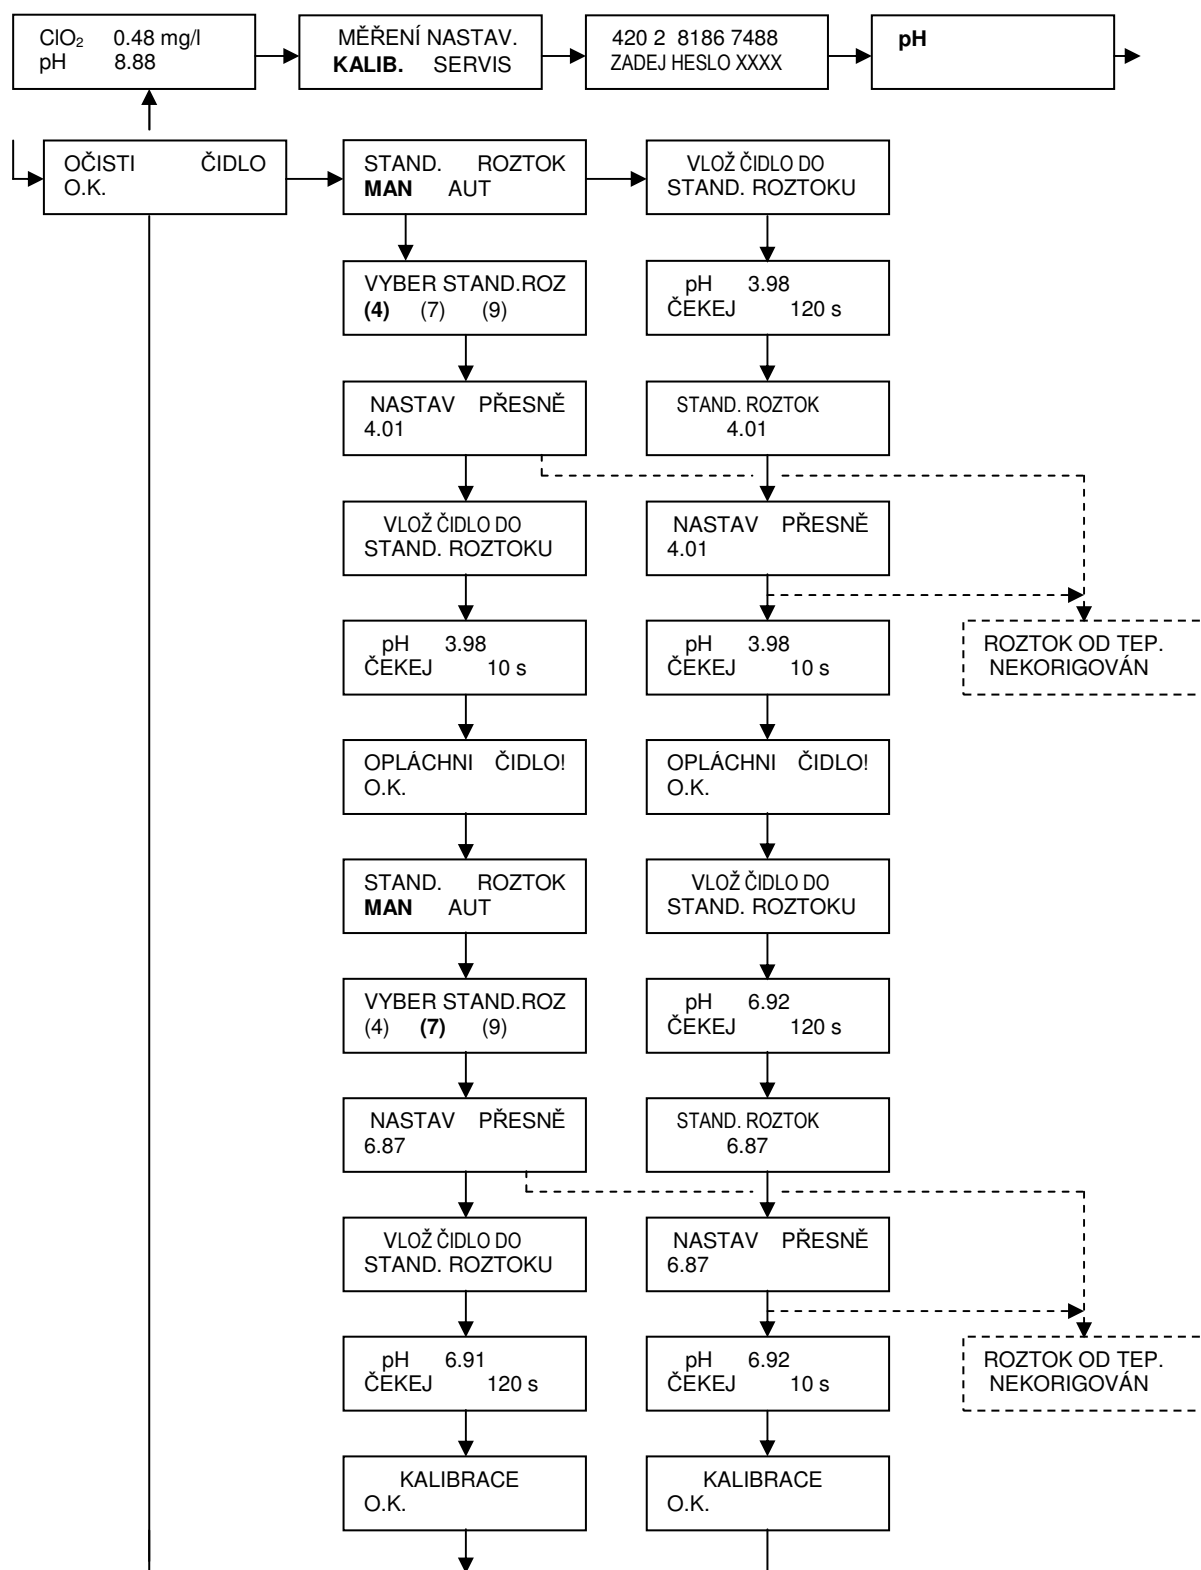 ClO₂ 0.48 mg/l
pH 8.88
MĚŘENÍ NASTAV.
KALIB. SERVIS
420 2 8186 7488
ZADEJ HESLO XXXX
pH
OČISTI ČIDLO
O.K.
STAND. ROZTOK
MAN AUT
VLOŽ ČIDLO DO
STAND. ROZTOKU
VYBER STAND.ROZ
(4) (7) (9)
pH 3.98
ČEKEJ 120 s
NASTAV PŘESNĚ
4.01
STAND. ROZTOK
4.01
VLOŽ ČIDLO DO
STAND. ROZTOKU
NASTAV PŘESNĚ
4.01
pH 3.98
ČEKEJ 10 s
pH 3.98
ČEKEJ 10 s
ROZTOK OD TEP.
NEKORIGOVÁN
OPLÁCHNI ČIDLO!
O.K.
OPLÁCHNI ČIDLO!
O.K.
STAND. ROZTOK
MAN AUT
VLOŽ ČIDLO DO
STAND. ROZTOKU
VYBER STAND.ROZ
(4) (7) (9)
pH 6.92
ČEKEJ 120 s
NASTAV PŘESNĚ
6.87
STAND. ROZTOK
6.87
VLOŽ ČIDLO DO
STAND. ROZTOKU
NASTAV PŘESNĚ
6.87
pH 6.91
ČEKEJ 120 s
pH 6.92
ČEKEJ 10 s
ROZTOK OD TEP.
NEKORIGOVÁN
KALIBRACE
O.K.
KALIBRACE
O.K.